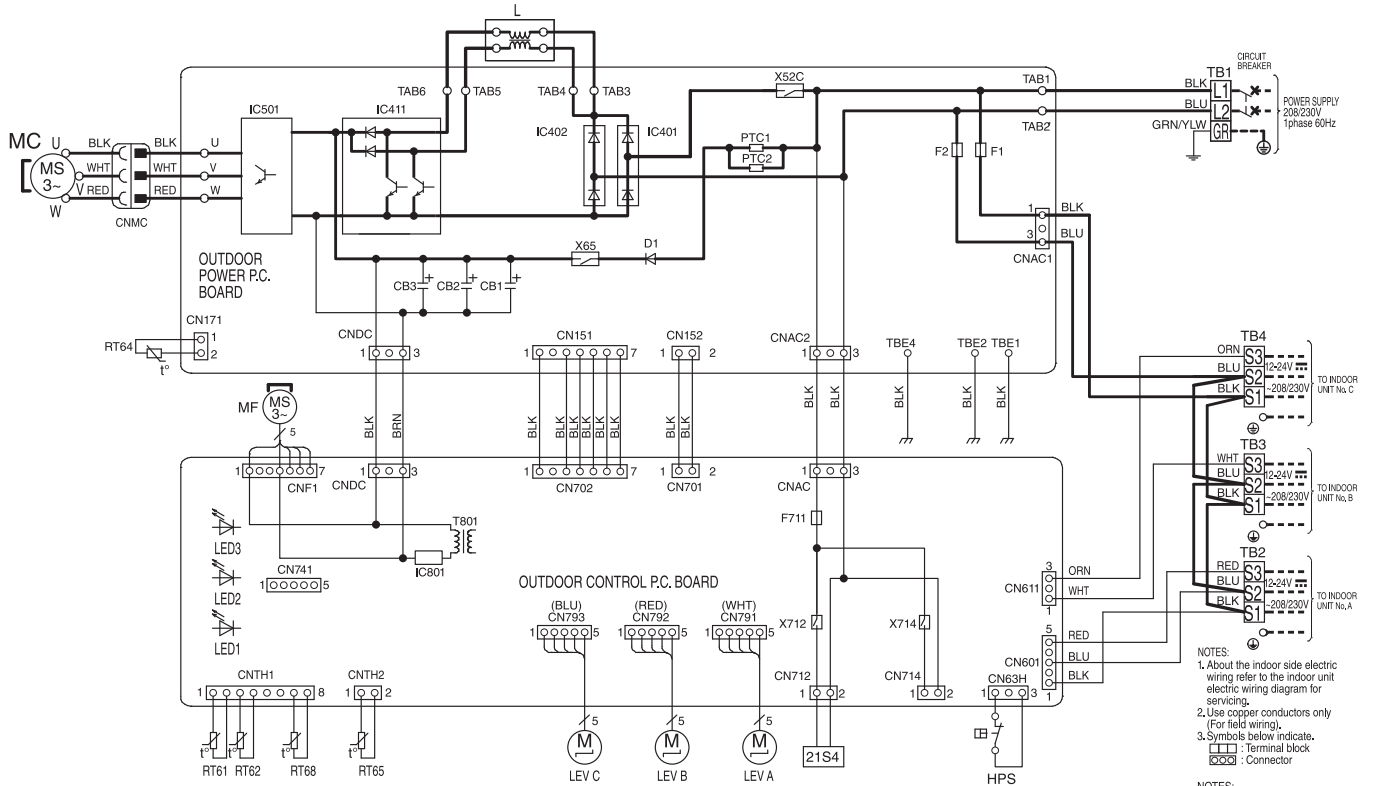 L
CIRCUIT
BREAKER
TB1
X52C
TAB1
BLK
L1
TAB6
TAB5
TAB4
TAB3
BLU
L2
POWER SUPPLY
208/230V
1phase 60Hz
IC501
IC411
IC402
IC401
TAB2
GRN/YLW
GR
MC
U
BLK
BLK
U
PTC1
PTC2
F2
F1
MS
3~
WHT
WHT
V
V
RED
RED
W
W
CNMC
1
BLK
3
BLU
CNAC1
OUTDOOR
POWER P.C.
BOARD
X65
D1
CB3
+
CB2
+
CB1
+
CN171
1
2
RT64
t°
CNDC
1
3
CN151
1
7
CN152
1
2
CNAC2
1
3
TBE4
TBE2
TBE1
TB4
ORN
S3
12-24V
BLU
S2
BLK
S1
~208/230V
TO INDOOR
UNIT No. C
MF
MS
3~
5
BLK
BRN
BLK
BLK
BLK
BLK
BLK
BLK
BLK
BLK
BLK
BLK
BLK
BLK
BLK
BLK
TB3
WHT
S3
12-24V
BLU
S2
BLK
S1
~208/230V
TO INDOOR
UNIT No, B
1
7
CNF1
1
3
CNDC
1
7
CN702
1
2
CN701
1
3
CNAC
F711
LED3
T801
IC801
CN741
1
5
LED2
LED1
OUTDOOR CONTROL P.C. BOARD
(BLU)
CN793
1
5
(RED)
CN792
1
5
(WHT)
CN791
1
5
X712
X714
3
CN611
1
ORN
WHT
TB2
RED
S3
12-24V
BLU
S2
BLK
S1
~208/230V
TO INDOOR
UNIT No, A
5
RED
CN601
BLU
BLK
1
CNTH1
1
8
CNTH2
1
2
CN712
1
2
CN714
1
2
CN63H
1
3
t°
t°
t°
t°
RT61
RT62
RT68
RT65
5
M
LEV C
5
M
LEV B
5
M
LEV A
21S4
HPS
NOTES:
1. About the indoor side electric
wiring refer to the indoor unit
electric wiring diagram for
servicing.
2. Use copper conductors only
(For field wiring).
3. Symbols below indicate.
: Terminal block
: Connector
NOTES: